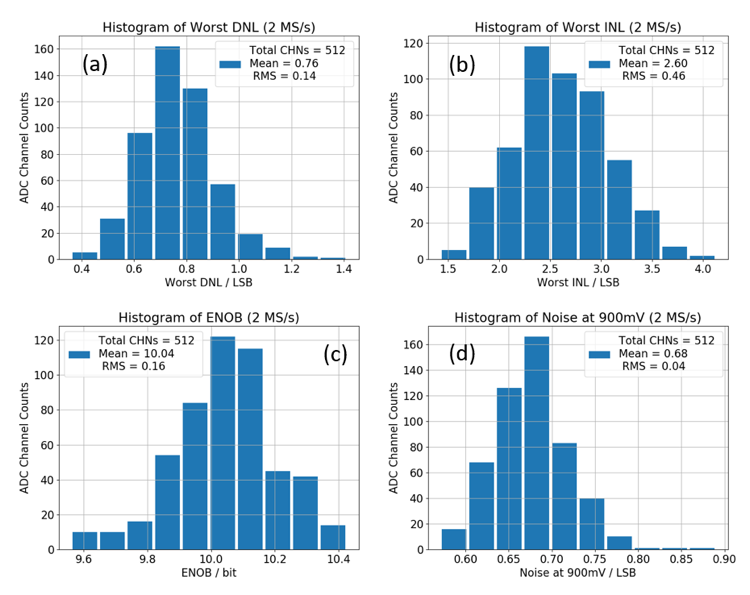 Histogram of Worst DNL (2 MS/s)
(a)
Total CHNs = 512
Mean = 0.76
RMS = 0.14
ADC Channel Counts
160
140
120
100
80
60
40
20
0
0.4 0.6 0.8 1.0 1.2 1.4
Worst DNL / LSB
Histogram of Worst INL (2 MS/s)
(b)
Total CHNs = 512
Mean = 2.60
RMS = 0.46
ADC Channel Counts
120
100
80
60
40
20
0
1.5 2.0 2.5 3.0 3.5 4.0
Worst INL / LSB
Histogram of ENOB (2 MS/s)
Total CHNs = 512
Mean = 10.04
RMS = 0.16
(c)
ADC Channel Counts
120
100
80
60
40
20
0
9.6 9.8 10.0 10.2 10.4
ENOB / bit
Histogram of Noise at 900mV (2 MS/s)
(d)
Total CHNs = 512
Mean = 0.68
RMS = 0.04
ADC Channel Counts
160
140
120
100
80
60
40
20
0
0.60 0.65 0.70 0.75 0.80 0.85 0.90
Noise at 900mV / LSB